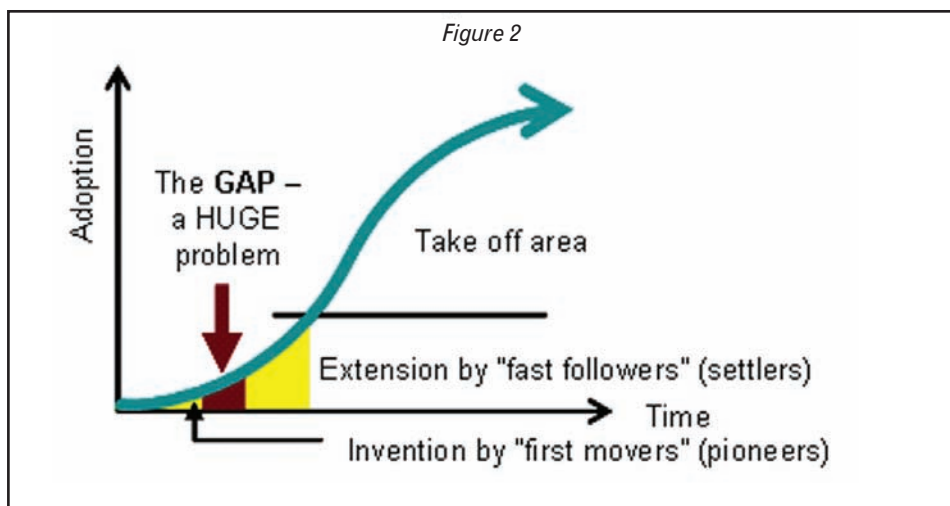 Figure 2
Adoption
The GAP –
a HUGE
problem
Take off area
Extension by "fast followers" (settlers)
Time
Invention by "first movers" (pioneers)